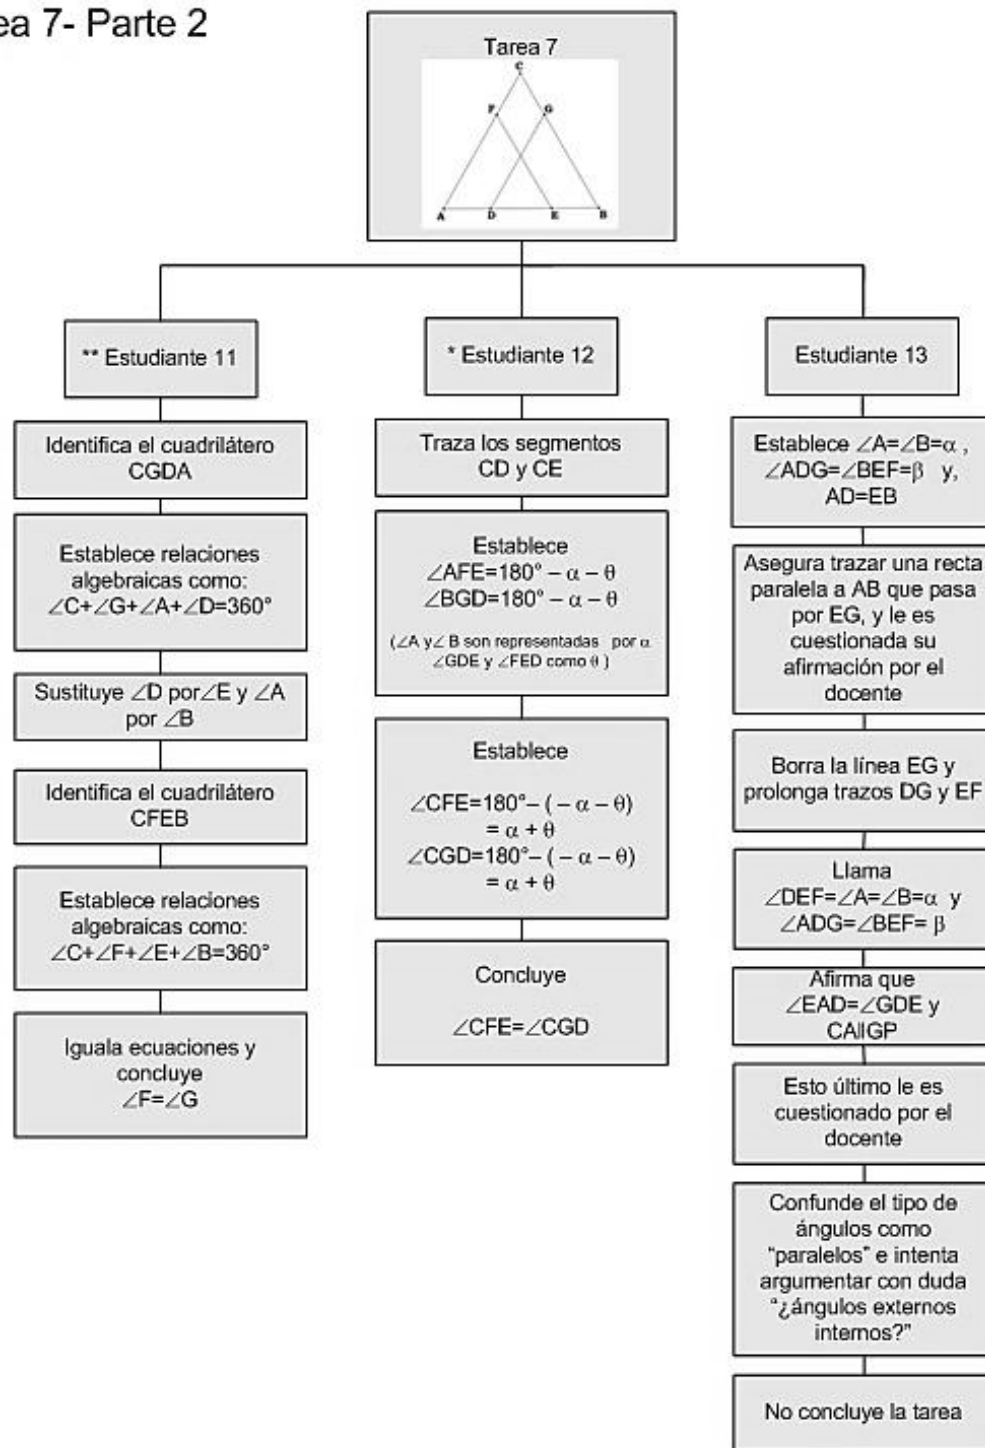 ea 7- Parte 2
Tarea 7
C
F
G
A
D
E
B
** Estudiante 11
Identifica el cuadrilátero
CGDA
Establece relaciones
algebraicas como:
∠C+∠G+∠A+∠D=360°
Sustituye ∠D por∠E y ∠A
por ∠B
Identifica el cuadrilátero
CFEB
Establece relaciones
algebraicas como:
∠C+∠F+∠E+∠B=360°
Iguala ecuaciones y
concluye
∠F=∠G
* Estudiante 12
Traza los segmentos
CD y CE
Establece
∠AFE=180° – α – θ
∠BGD=180° – α – θ
(∠A y∠ B son representadas por α
∠GDE y ∠FED como θ )
Establece
∠CFE=180°– ( – α – θ)
= α + θ
∠CGD=180°– ( – α – θ)
= α + θ
Concluye
∠CFE=∠CGD
Estudiante 13
Establece ∠A=∠B=α ,
∠ADG=∠BEF=β y,
AD=EB
Asegura trazar una recta
paralela a AB que pasa
por EG, y le es
cuestionada su
afirmación por el
docente
Borra la línea EG y
prolonga trazos DG y EF
Llama
∠DEF=∠A=∠B=α y
∠ADG=∠BEF= β
Afirma que
∠EAD=∠GDE y
CAIIGP
Esto último le es
cuestionado por el
docente
Confunde el tipo de
ángulos como
"paralelos" e intenta
argumentar con duda
"¿ángulos externos
internos?"
No concluye la tarea